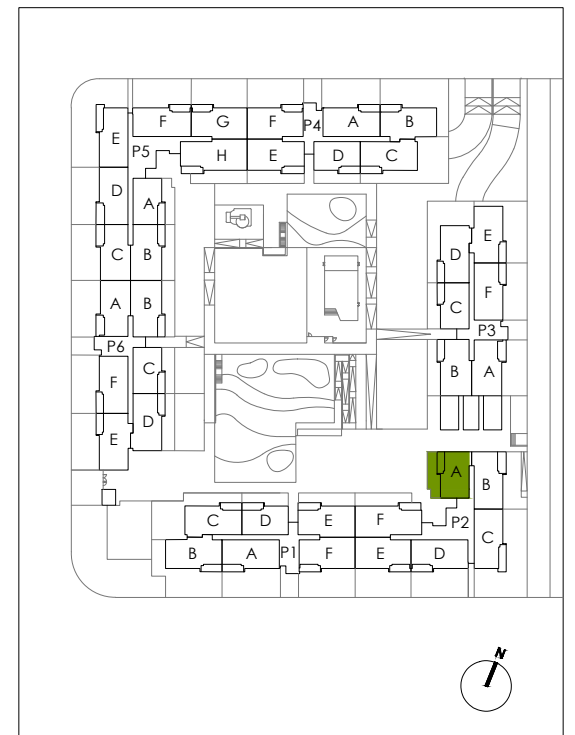 F G F P4 A B
E P5 H E D C
D A
C B
A B
P6
F C
E D
E
D
F
C
P3
B A
A B
P2
C
C D E F
B A P1 F E D
N